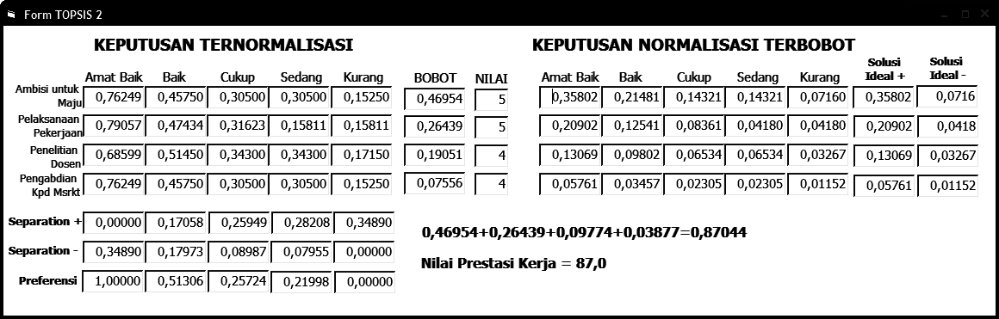 Form TOPSIS 2
KEPUTUSAN TERNORMALISASI KEPUTUSAN NORMALISASI TERBOBOT
Amat Baik Baik Cukup Sedang Kurang BOBOT NILAI Amat Baik Baik Cukup Sedang Kurang Solusi Ideal + Solusi Ideal -
Ambisi untuk Maju 0,76249 0,45750 0,30500 0,30500 0,15250 0,46954 5 0,35802 0,21481 0,14321 0,14321 0,07160 0,35802 0,0716
Pelaksanaan Pekerjaan 0,79057 0,47434 0,31623 0,15811 0,15811 0,26439 5 0,20902 0,12541 0,08361 0,04180 0,04180 0,20902 0,0418
Penelitian Dosen 0,68599 0,51450 0,34300 0,34300 0,17150 0,19051 4 0,13069 0,09802 0,06534 0,06534 0,03267 0,13069 0,03267
Pengabdian Kpd Msrkt 0,76249 0,45750 0,30500 0,30500 0,15250 0,07556 4 0,05761 0,03457 0,02305 0,02305 0,01152 0,05761 0,01152
Separation + 0,00000 0,17058 0,25949 0,28208 0,34890
Separation - 0,34890 0,17973 0,08987 0,07955 0,00000
Preferensi 1,00000 0,51306 0,25724 0,21998 0,00000
0,46954+0,26439+0,09774+0,03877=0,87044
Nilai Prestasi Kerja = 87,0